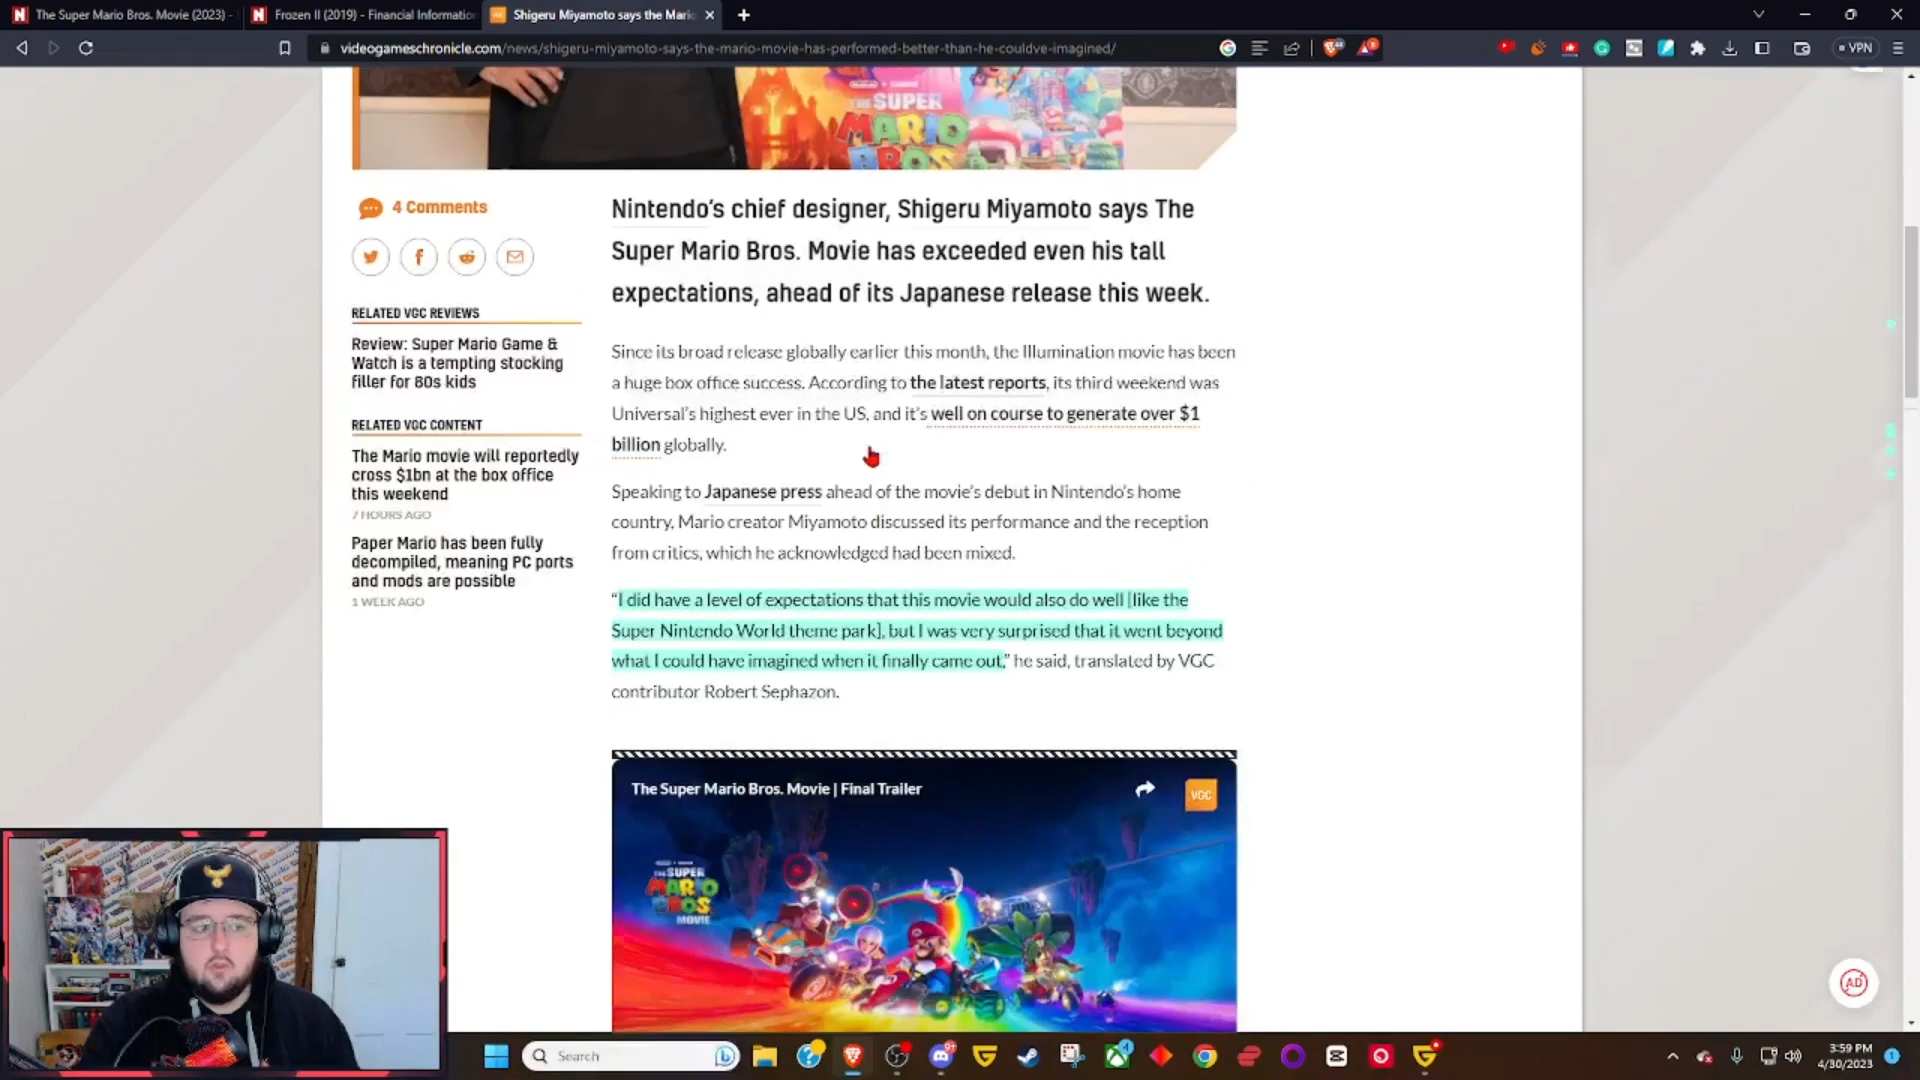 The Super Mario Bros. Movie (2023) -
Frozen II (2019) - Financial Information
Shigeru Miyamoto says the Mario
videogameschronicle.com/news/shigeru-miyamoto-says-the-mario-movie-has-performed-better-than-he-couldve-imagined/
VPN
THE SUPER
MARIO
BROS
4 Comments
RELATED VGC REVIEWS
Review: Super Mario Game &
Watch is a tempting stocking
filler for 80s kids
RELATED VGC CONTENT
The Mario movie will reportedly
cross $1bn at the box office
this weekend
7 HOURS AGO
Paper Mario has been fully
decompiled, meaning PC ports
and mods are possible
1 WEEK AGO
Nintendo's chief designer, Shigeru Miyamoto says The
Super Mario Bros. Movie has exceeded even his tall
expectations, ahead of its Japanese release this week.
Since its broad release globally earlier this month, the Illumination movie has been
a huge box office success. According to the latest reports, its third weekend was
Universal's highest ever in the US, and it's well on course to generate over $1
billion globally.
Speaking to Japanese press ahead of the movie's debut in Nintendo's home
country, Mario creator Miyamoto discussed its performance and the reception
from critics, which he acknowledged had been mixed.
"I did have a level of expectations that this movie would also do well [like the
Super Nintendo World theme park], but I was very surprised that it went beyond
what I could have imagined when it finally came out," he said, translated by VGC
contributor Robert Sephazon.
The Super Mario Bros. Movie | Final Trailer
VGC
THE SUPER
MARIO
BROS
MOVIE
AD
Search
3:59 PM
4/30/2023